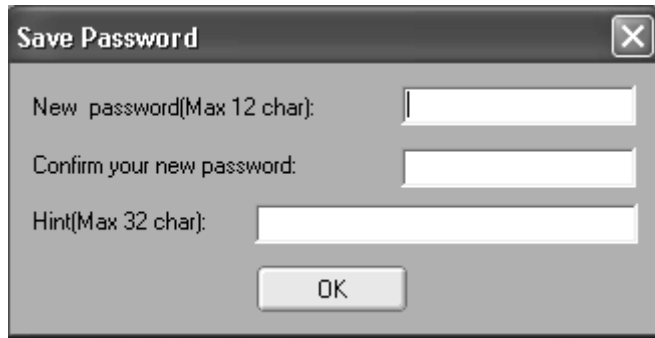 Save Password
New  password(Max 12 char):
Confirm your new password:
Hint(Max 32 char):
OK